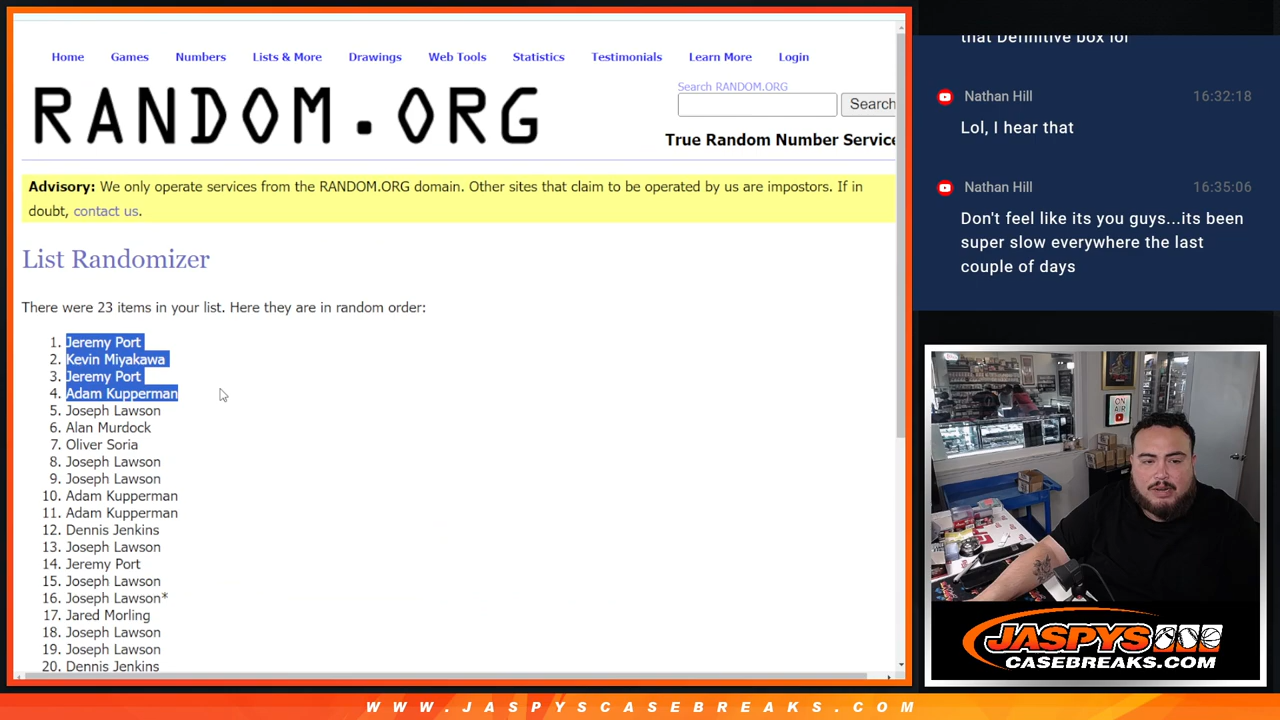 Home Games Numbers Lists & More Drawings Web Tools Statistics Testimonials Learn More Login
RANDOM.ORG
Search RANDOM.ORG
Search
True Random Number Service
Advisory: We only operate services from the RANDOM.ORG domain. Other sites that claim to be operated by us are impostors. If in
doubt, contact us.
List Randomizer
There were 23 items in your list. Here they are in random order:
1. Jeremy Port
2. Kevin Miyakawa
3. Jeremy Port
4. Adam Kupperman
5. Joseph Lawson
6. Alan Murdock
7. Oliver Soria
8. Joseph Lawson
9. Joseph Lawson
10. Adam Kupperman
11. Adam Kupperman
12. Dennis Jenkins
13. Joseph Lawson
14. Jeremy Port
15. Joseph Lawson
16. Joseph Lawson*
17. Jared Morling
18. Joseph Lawson
19. Joseph Lawson
20. Dennis Jenkins
that Definitive box lol
Nathan Hill 16:32:18
Lol, I hear that
Nathan Hill 16:35:06
Don't feel like its you guys...its been
super slow everywhere the last
couple of days
ON
AIR
JASPYS
CASEBREAKS.COM
WWW.JASPYSCASEBREAKS.COM